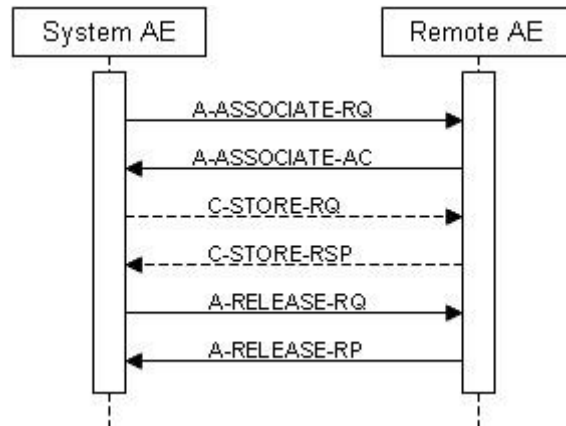 System AE
Remote AE
A-ASSOCIATE-RQ
A-ASSOCIATE-AC
C-STORE-RQ
C-STORE-RSP
A-RELEASE-RQ
A-RELEASE-RP